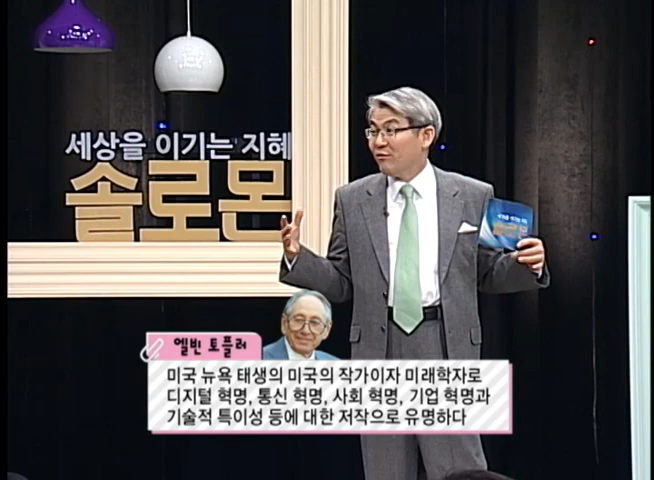 세상을 이기는 지혜
솔로몬
엘빈 토플러
미국 뉴욕 태생의 미국의 작가이자 미래학자로
디지털 혁명, 통신 혁명, 사회 혁명, 기업 혁명과
기술적 특이성 등에 대한 저작으로 유명하다